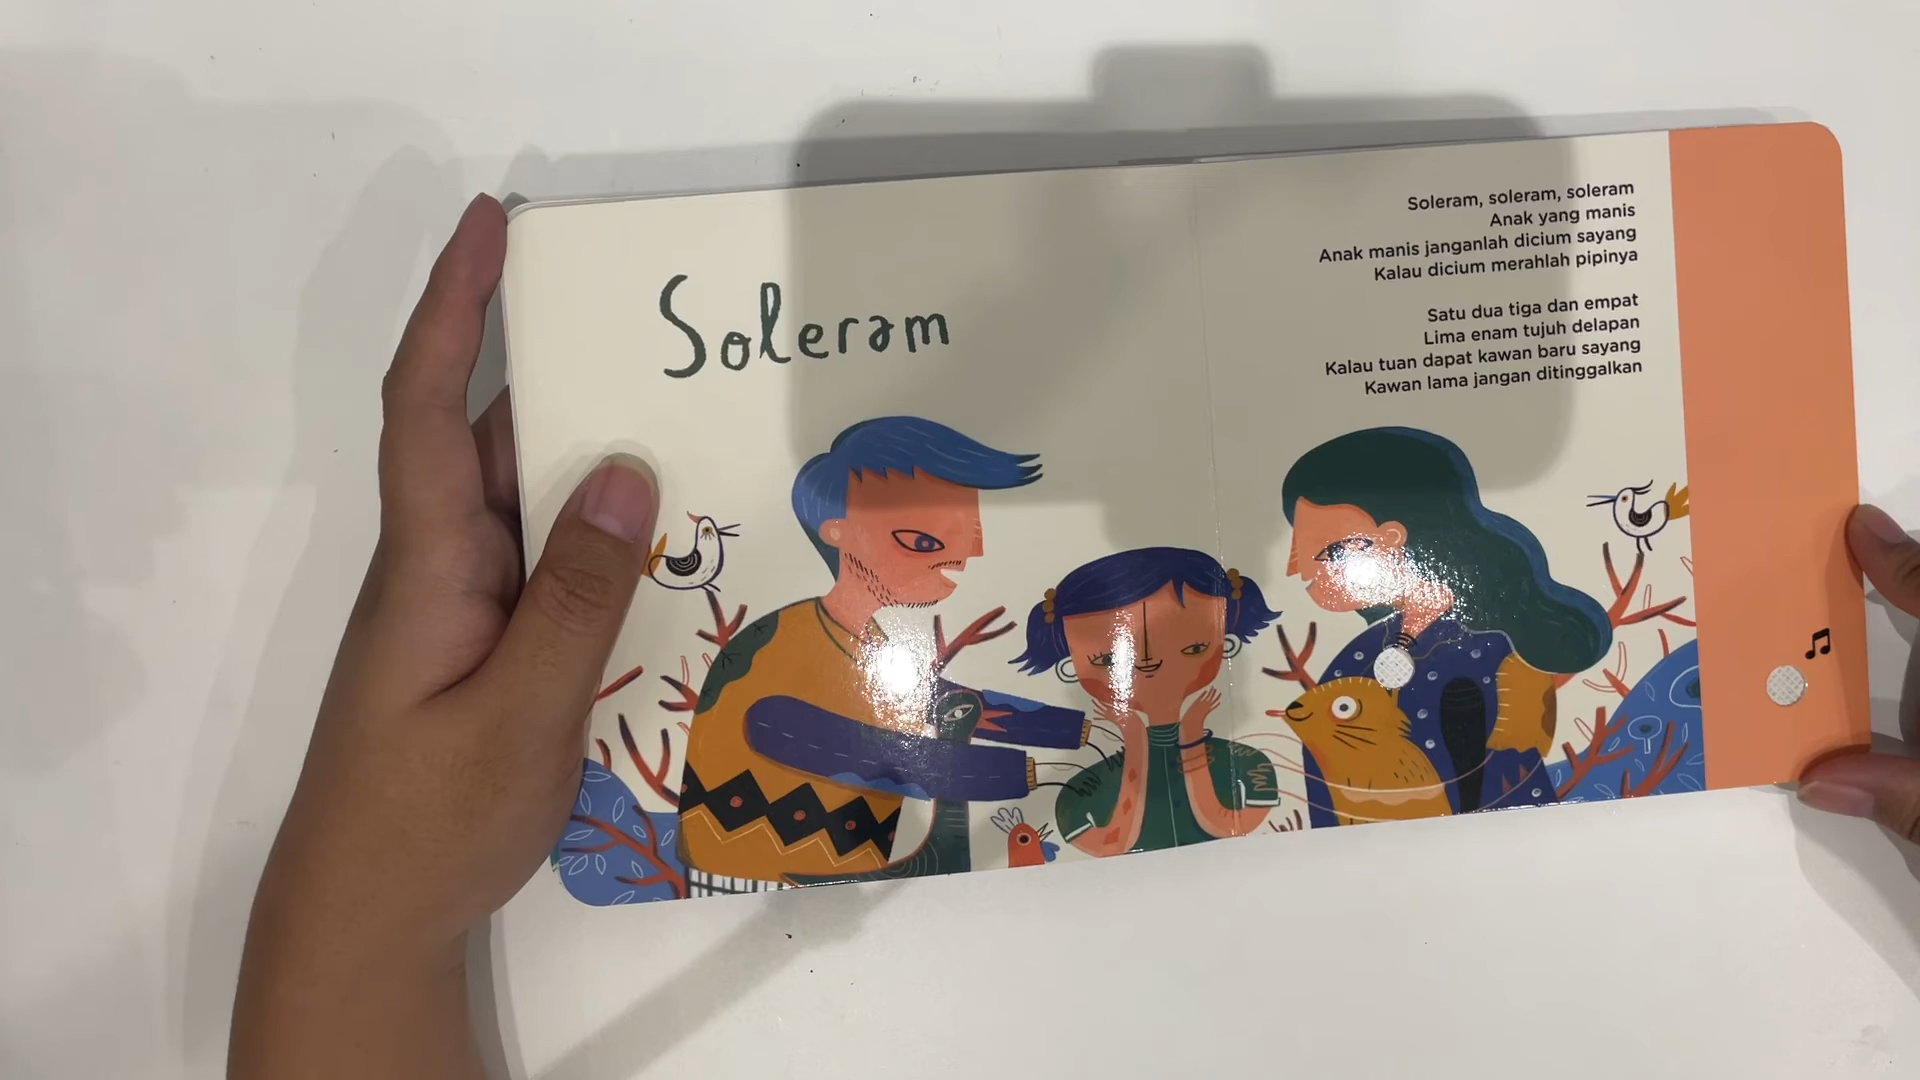 Soleram
Soleram, soleram, soleram
Anak yang manis
Anak manis janganlah dicium sayang
Kalau dicium merahlah pipinya
Satu dua tiga dan empat
Lima enam tujuh delapan
Kalau tuan dapat kawan baru sayang
Kawan lama jangan ditinggalkan